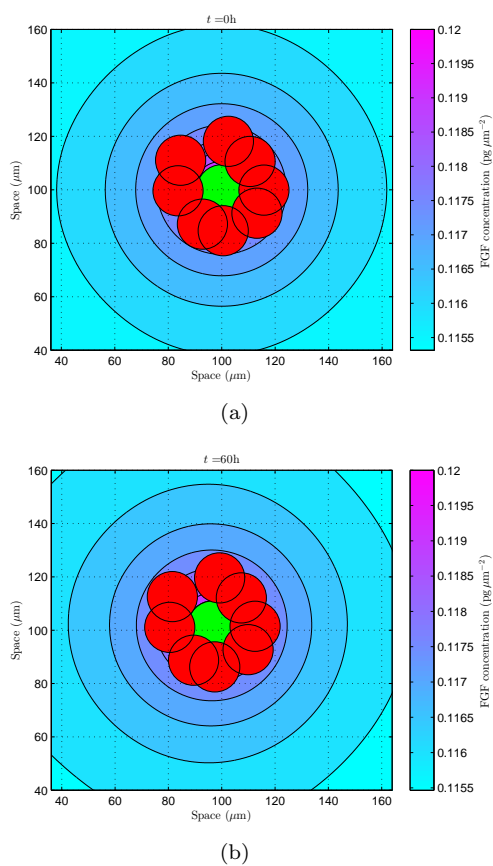 t =0h
160
140
120
100
80
60
40
40 60 80 100 120 140 160
Space (μm)
Space (μm)
0.12
0.1195
0.119
0.1185
0.118
0.1175
0.117
0.1165
0.116
0.1155
FGF concentration (pg μm⁻²)
(a)
t =60h
160
140
120
100
80
60
40
40 60 80 100 120 140 160
Space (μm)
Space (μm)
0.12
0.1195
0.119
0.1185
0.118
0.1175
0.117
0.1165
0.116
0.1155
FGF concentration (pg μm⁻²)
(b)